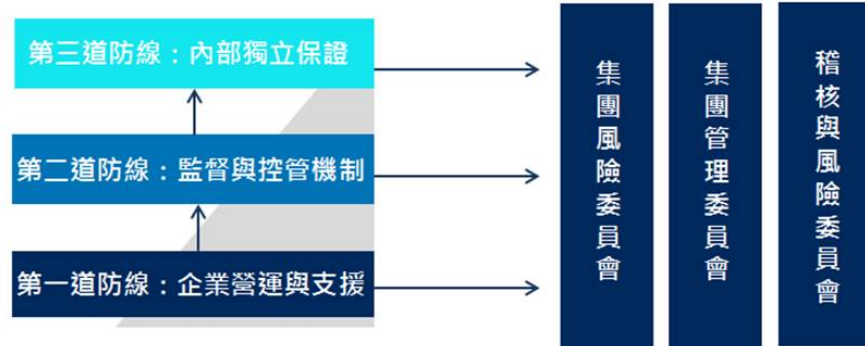 第三道防線：內部獨立保證
第二道防線：監督與控管機制
第一道防線：企業營運與支援
集團風險委員會
集團管理委員會
稽核與風險委員會